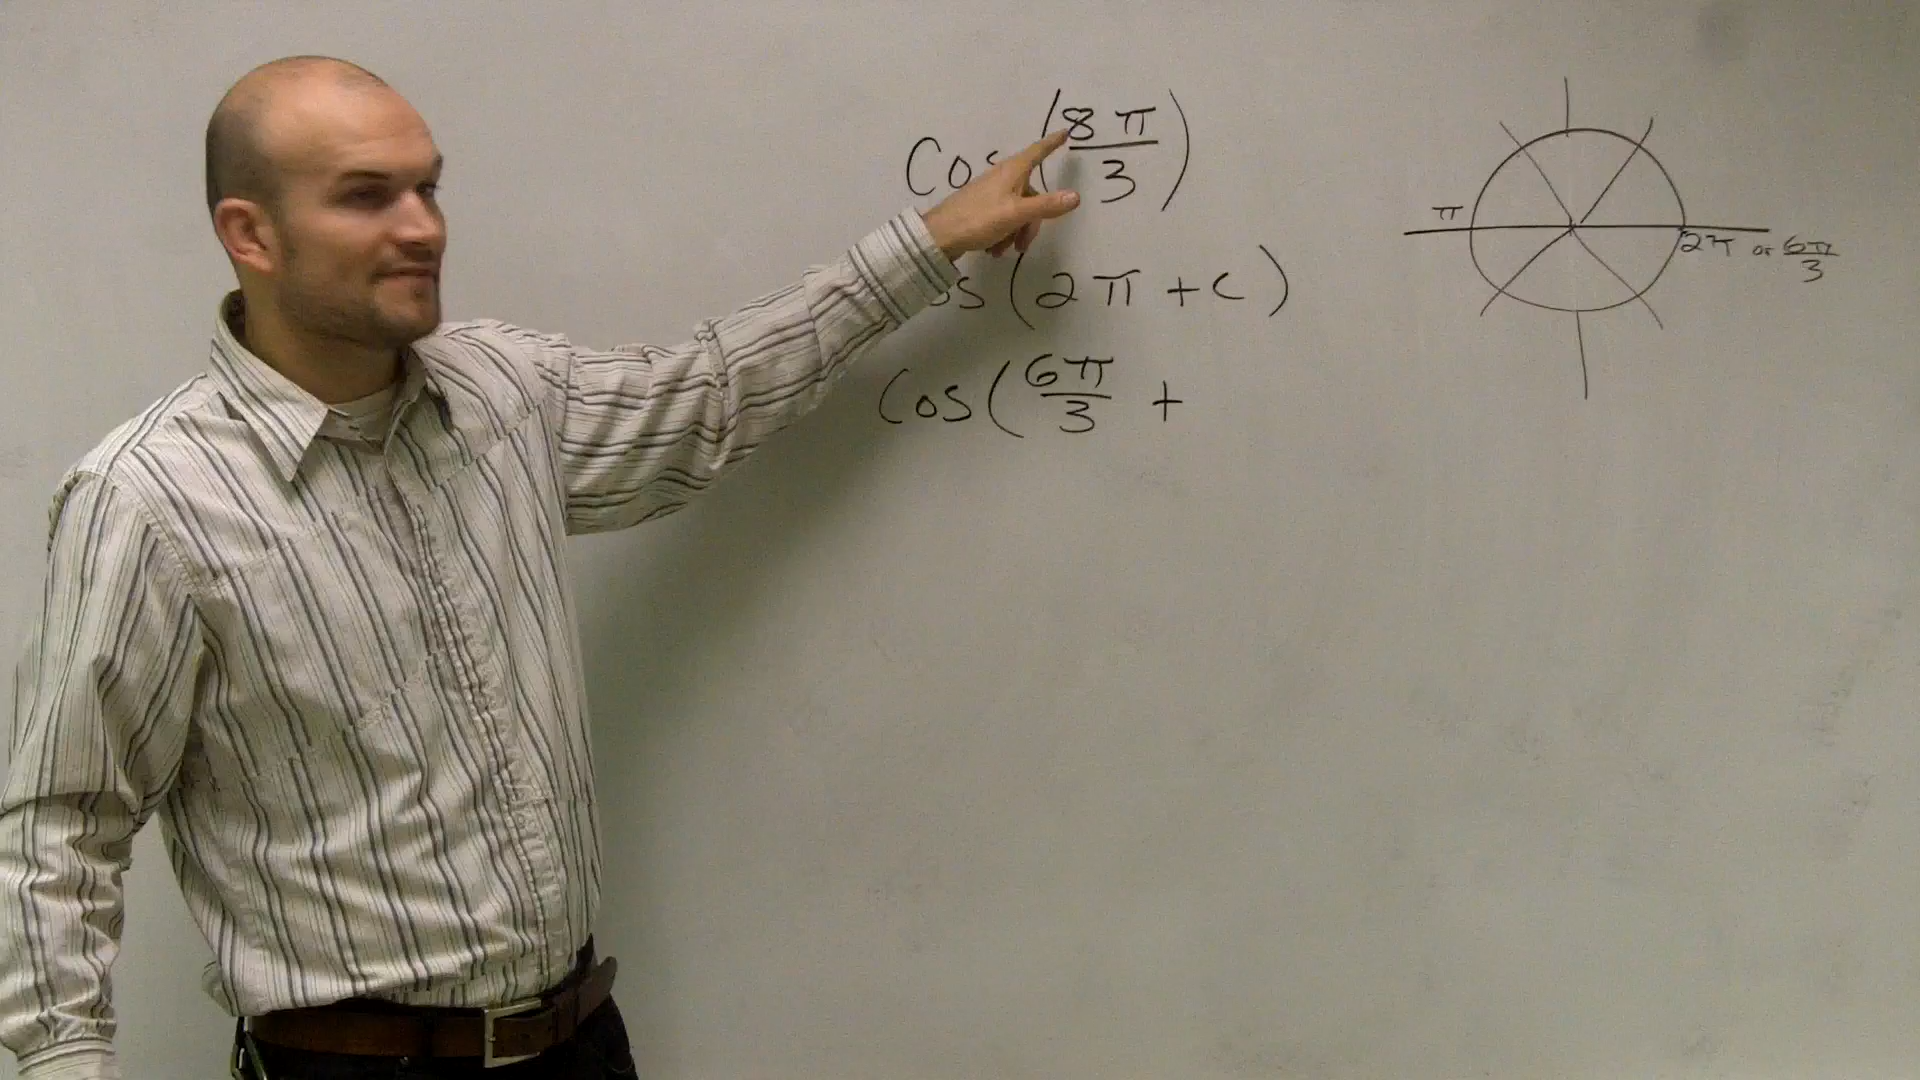 Cos(8π/3)
cos(2π + c)
Cos(6π/3 +
π
2π or 6π/3